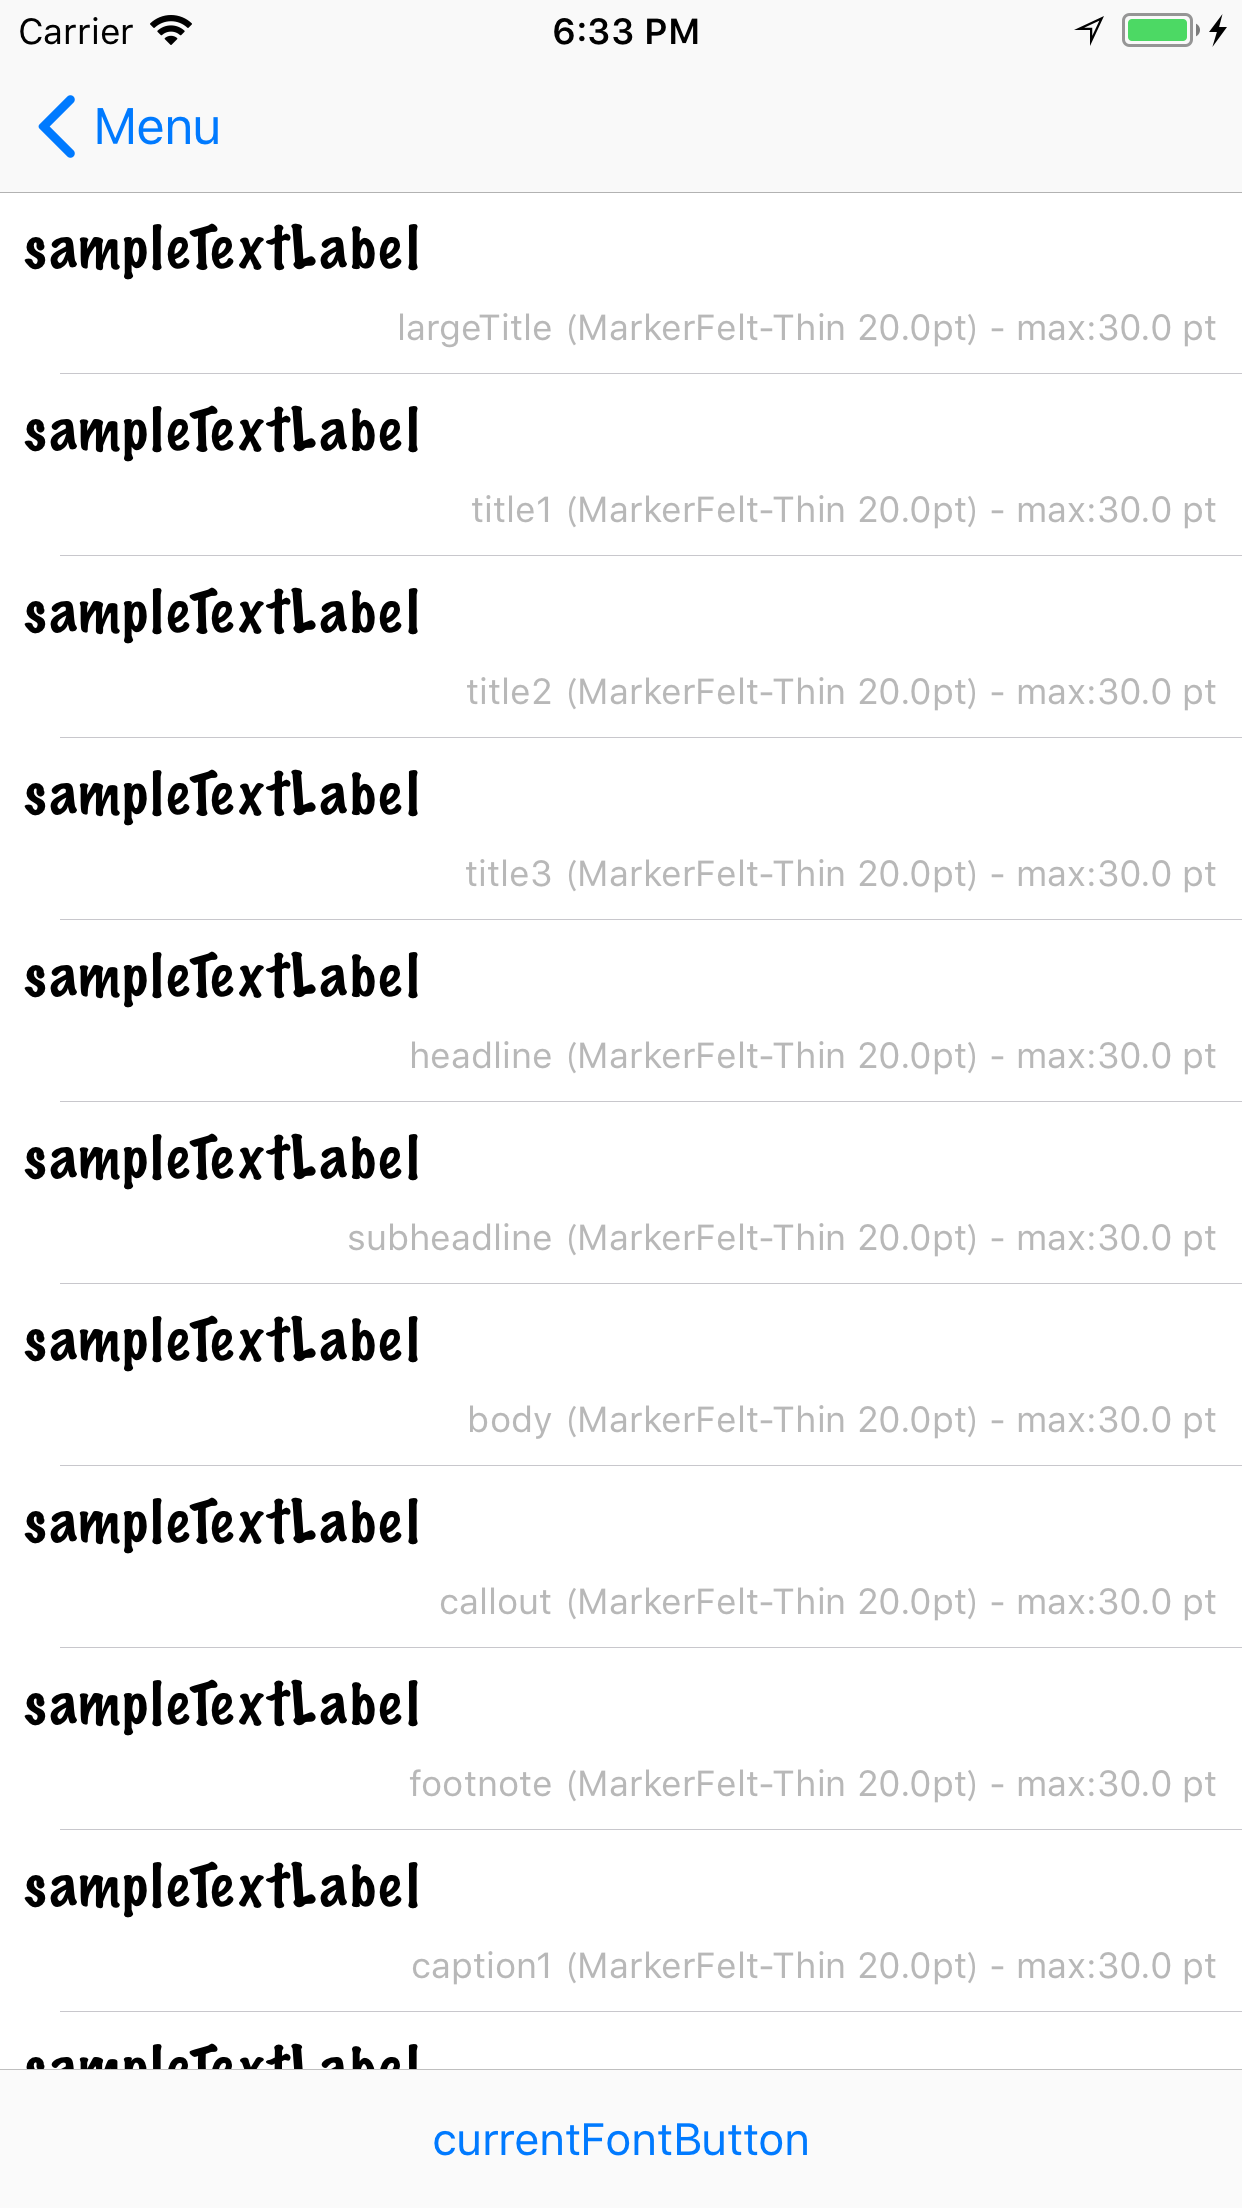 Carrier 6:33 PM
Menu
sampleTextLabel
largeTitle (MarkerFelt-Thin 20.0pt) - max:30.0 pt
sampleTextLabel
title1 (MarkerFelt-Thin 20.0pt) - max:30.0 pt
sampleTextLabel
title2 (MarkerFelt-Thin 20.0pt) - max:30.0 pt
sampleTextLabel
title3 (MarkerFelt-Thin 20.0pt) - max:30.0 pt
sampleTextLabel
headline (MarkerFelt-Thin 20.0pt) - max:30.0 pt
sampleTextLabel
subheadline (MarkerFelt-Thin 20.0pt) - max:30.0 pt
sampleTextLabel
body (MarkerFelt-Thin 20.0pt) - max:30.0 pt
sampleTextLabel
callout (MarkerFelt-Thin 20.0pt) - max:30.0 pt
sampleTextLabel
footnote (MarkerFelt-Thin 20.0pt) - max:30.0 pt
sampleTextLabel
caption1 (MarkerFelt-Thin 20.0pt) - max:30.0 pt
sampleTextLabel
currentFontButton